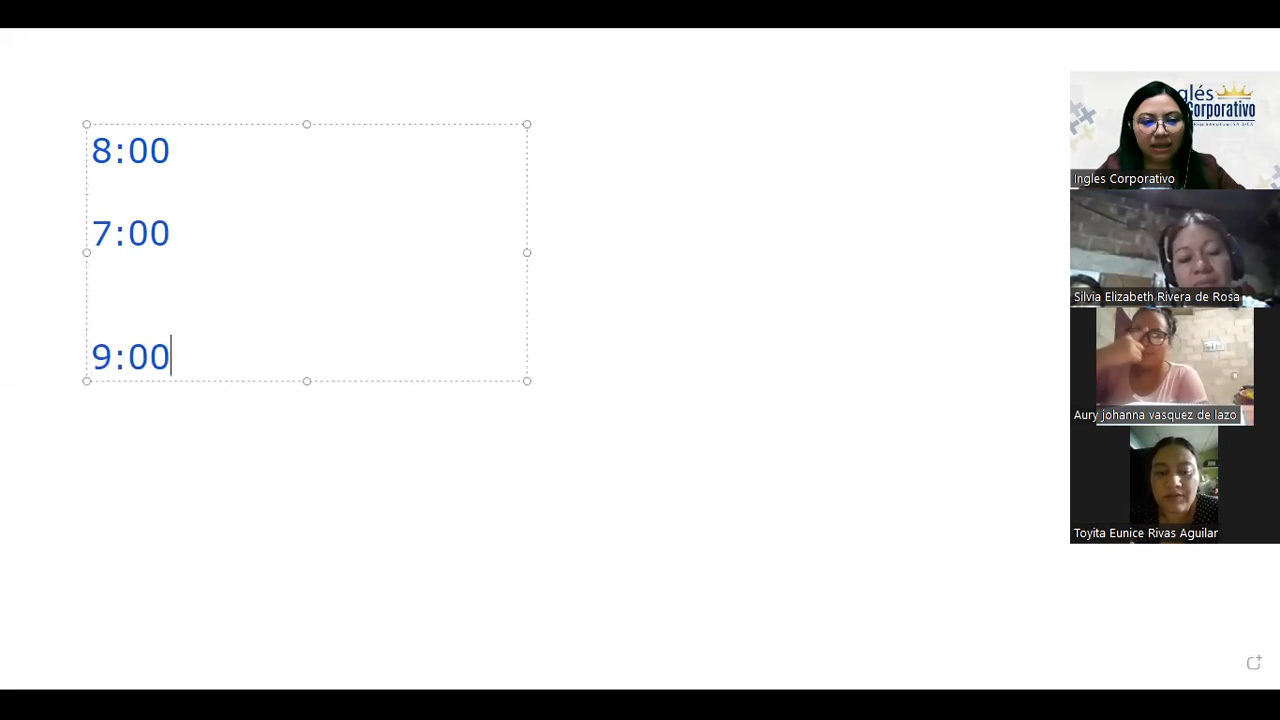 8:00
7:00
9:00
glés
Corporativo
Ingles Corporativo
Silvia Elizabeth Rivera de Rosa
Aury johanna vasquez de lazo
Toyita Eunice Rivas Aguilar